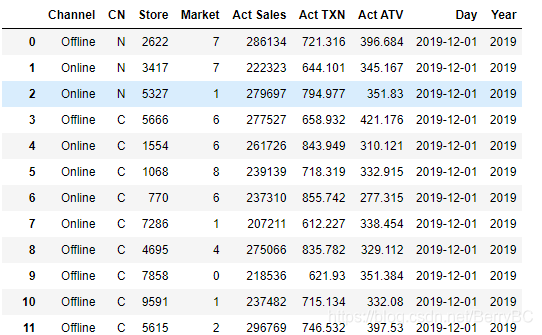 Channel CN Store Market Act Sales Act TXN Act ATV Day Year
0 Offline N 2622 7 286134 721.316 396.684 2019-12-01 2019
1 Online N 3417 7 222323 644.101 345.167 2019-12-01 2019
2 Online N 5327 1 279697 794.977 351.83 2019-12-01 2019
3 Offline C 5666 6 277527 658.932 421.176 2019-12-01 2019
4 Online C 1554 6 261726 843.949 310.121 2019-12-01 2019
5 Online C 1068 8 239139 718.319 332.915 2019-12-01 2019
6 Online C 770 6 237310 855.742 277.315 2019-12-01 2019
7 Online C 7286 1 207211 612.227 338.454 2019-12-01 2019
8 Offline C 4695 4 275066 835.782 329.112 2019-12-01 2019
9 Offline C 7858 0 218536 621.93 351.384 2019-12-01 2019
10 Offline C 9591 1 237482 715.134 332.08 2019-12-01 2019
11 Offline C 5615 2 296769 746.532 397.53 2019-12-01 2019
https://blog.csdn.net/BerryBC